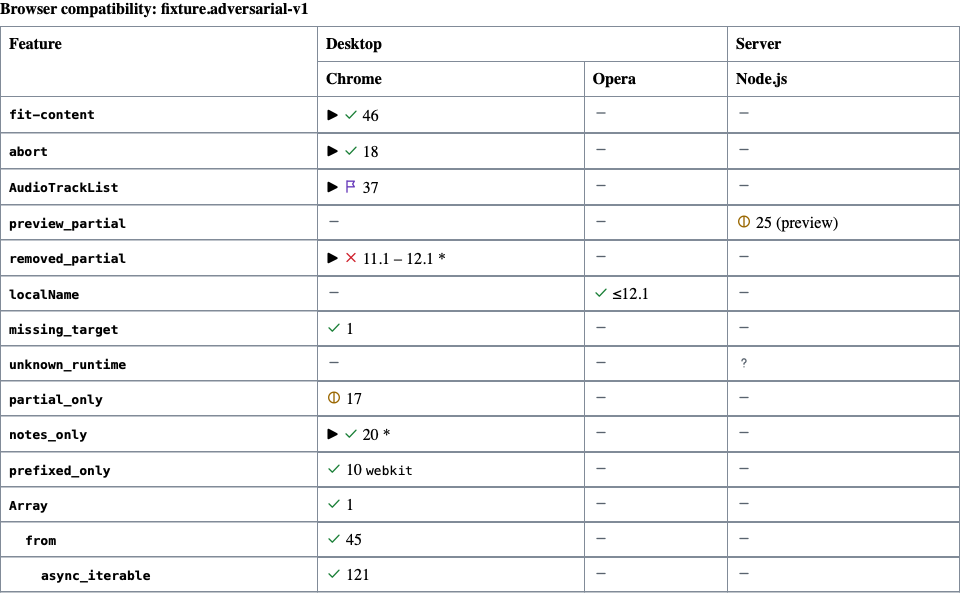 Browser compatibility: fixture.adversarial-v1
Feature Desktop Server
Chrome Opera Node.js
fit-content ▶ ✓ 46 — —
abort ▶ ✓ 18 — —
AudioTrackList ▶ 37 — —
preview_partial — — 25 (preview)
removed_partial ▶ ✕ 11.1 – 12.1 * — —
localName — ✓ ≤12.1 —
missing_target ✓ 1 — —
unknown_runtime — — ?
partial_only 17 — —
notes_only ▶ ✓ 20 * — —
prefixed_only ✓ 10 webkit — —
Array ✓ 1 — —
from ✓ 45 — —
async_iterable ✓ 121 — —